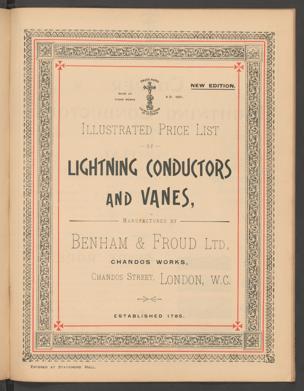 NEW EDITION.
ILLUSTRATED PRICE LIST
OF
LIGHTNING CONDUCTORS
AND VANES,
MANUFACTURED BY
BENHAM & FROUD LTD.
CHANDOS WORKS,
CHANDOS STREET, LONDON, W.C.
ESTABLISHED 1785.
ENTERED AT STATIONERS HALL.